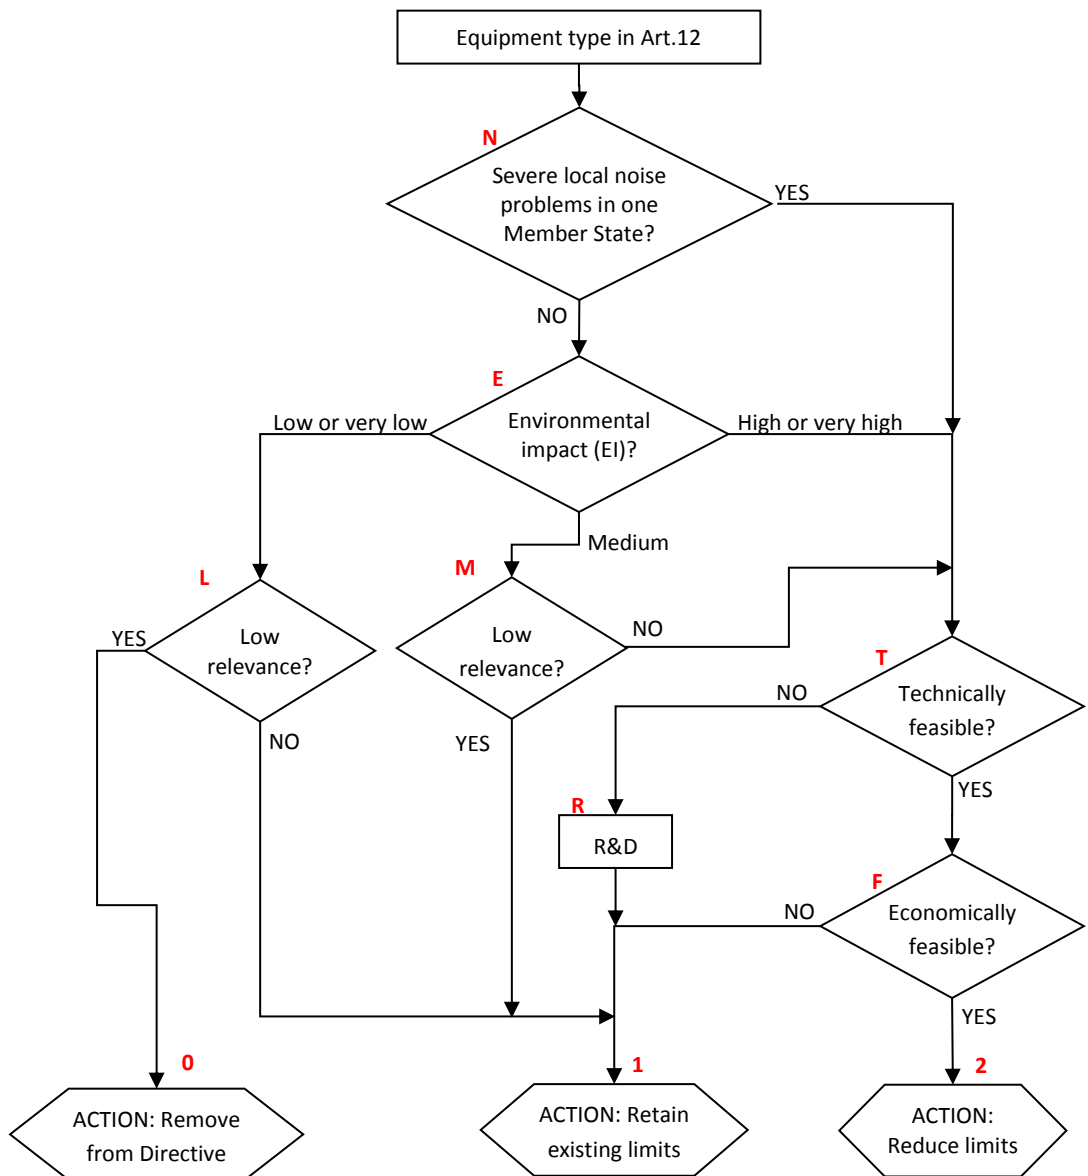 Equipment type in Art.12
N
Severe local noise
problems in one
Member State?
YES
NO
E
Low or very low
Environmental
impact (EI)?
High or very high
Medium
L
M
YES
Low
relevance?
Low
relevance?
NO
T
NO
Technically
feasible?
NO
YES
YES
R
R&D
F
NO
Economically
feasible?
YES
0
1
2
ACTION: Remove
from Directive
ACTION: Retain
existing limits
ACTION:
Reduce limits